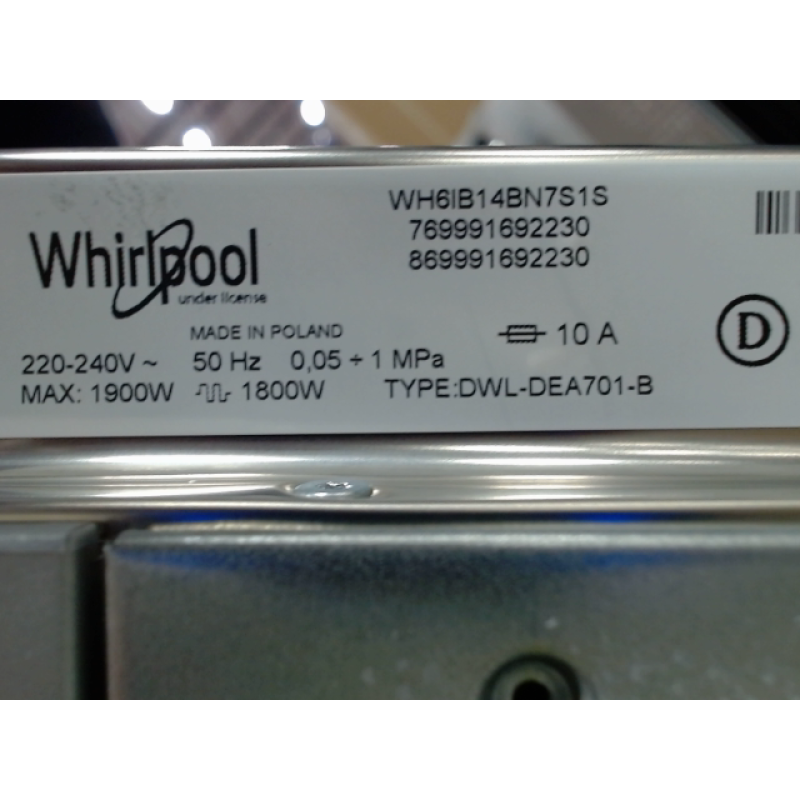 Whirlpool
under license
WH6IB14BN7S1S
769991692230
869991692230
MADE IN POLAND
10 A
D
220-240V ~ 50 Hz 0,05 ÷ 1 MPa
MAX: 1900W 1800W TYPE:DWL-DEA701-B